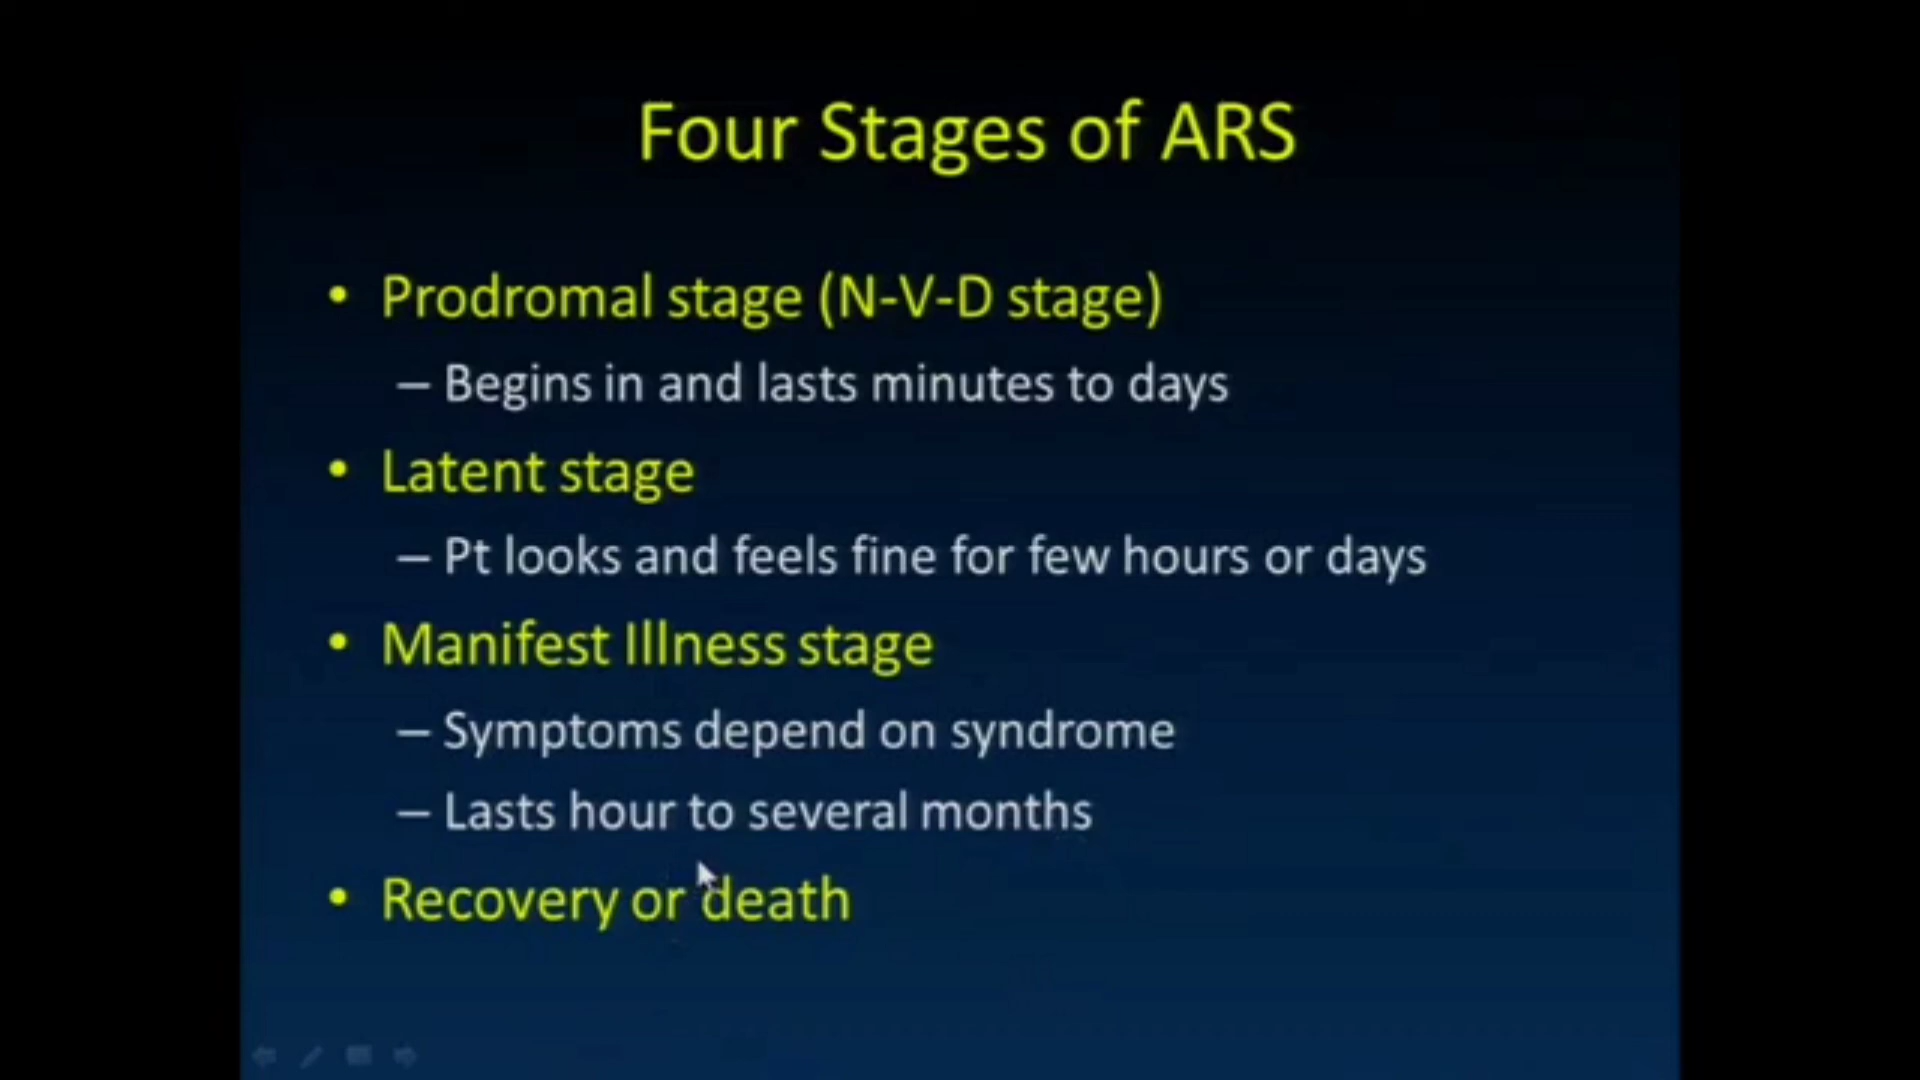 Four Stages of ARS
• Prodromal stage (N-V-D stage)
– Begins in and lasts minutes to days
• Latent stage
– Pt looks and feels fine for few hours or days
• Manifest Illness stage
– Symptoms depend on syndrome
– Lasts hour to several months
• Recovery or death